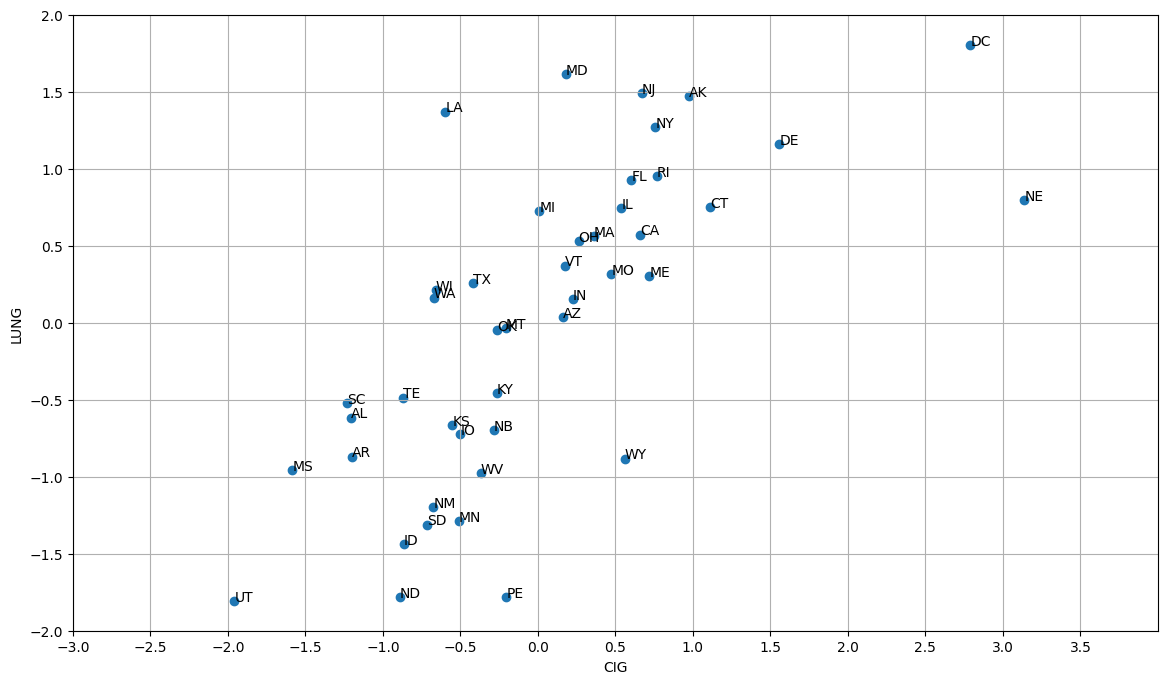 2.0
DC
MD
NJ
AK
1.5
LA
NY
DE
RI
1.0
FL
NE
IL
CT
MI
CA
MA
OH
0.5
VT
MO
ME
TX
WI
WA
IN
AZ
0.0
MT
OK
LUNG
KY
TE
−0.5
SC
AL
KS
IO
NB
AR
WY
MS
WV
−1.0
NM
MN
SD
ID
−1.5
ND
PE
UT
−2.0
−3.0 −2.5 −2.0 −1.5 −1.0 −0.5 0.0 0.5 1.0 1.5 2.0 2.5 3.0 3.5
CIG